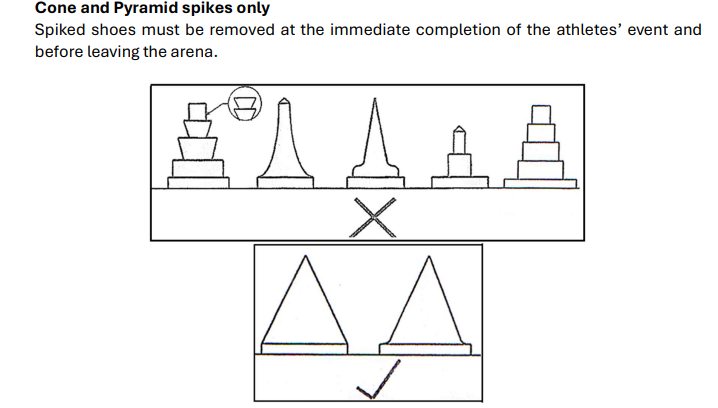 Cone and Pyramid spikes only
Spiked shoes must be removed at the immediate completion of the athletes’ event and
before leaving the arena.